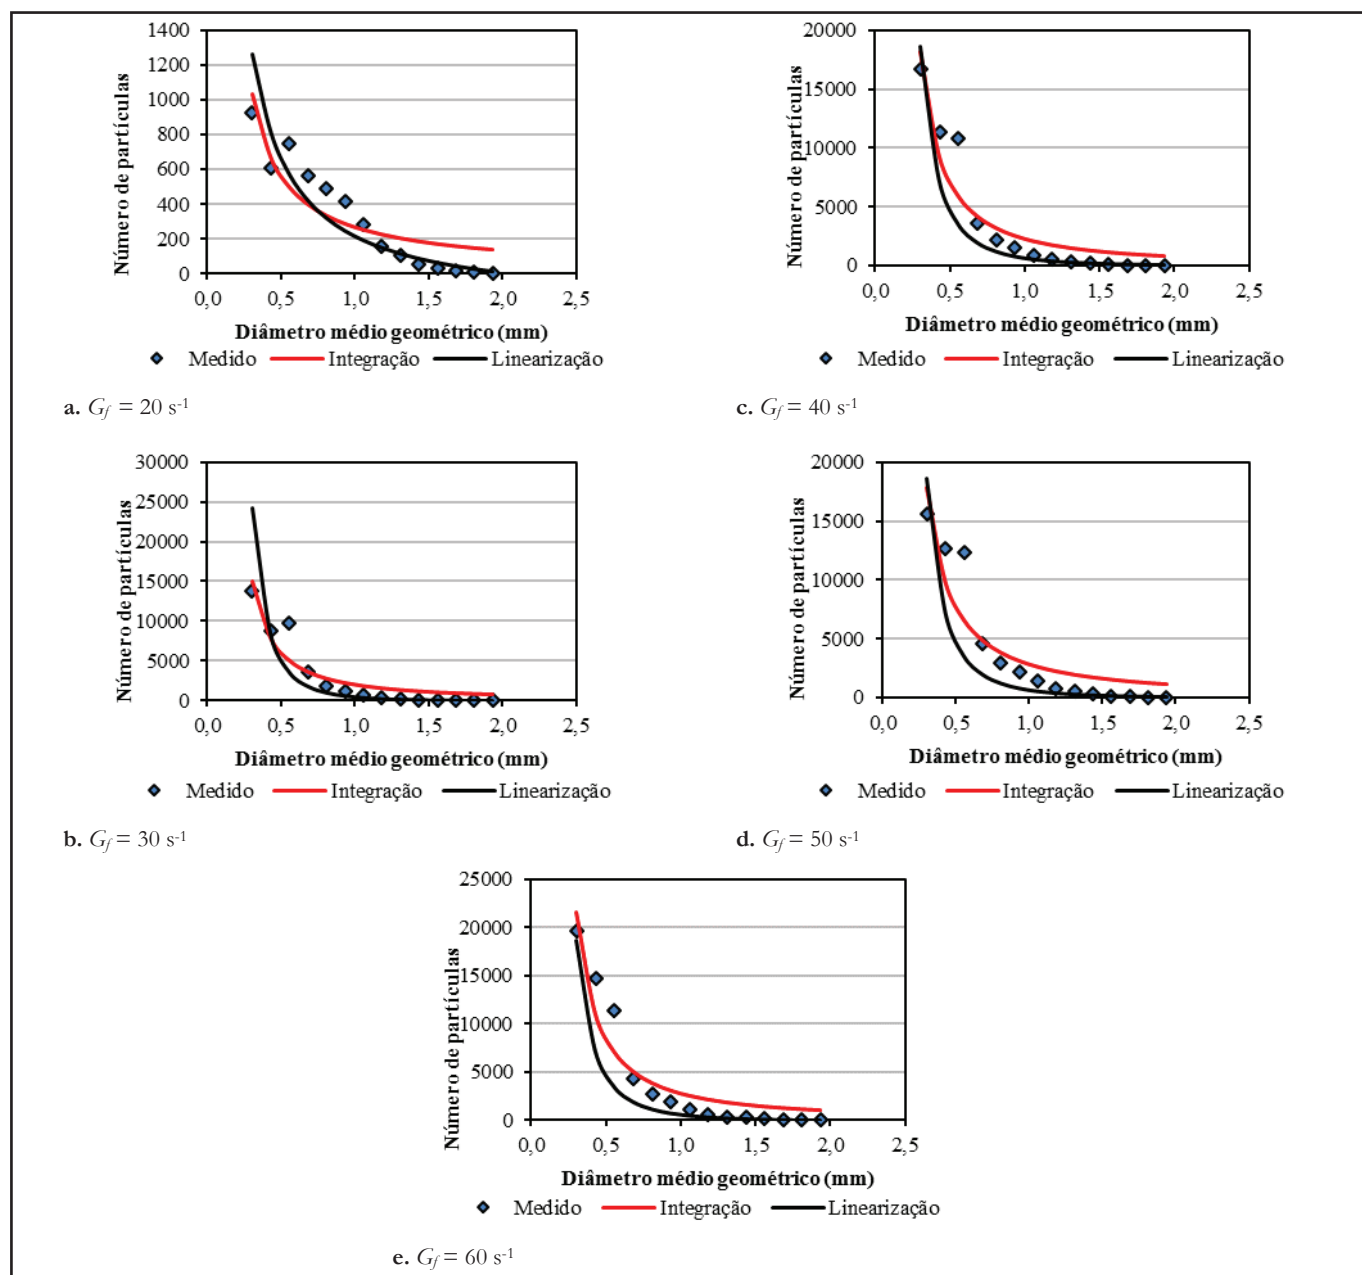 1400
1200
1000
800
600
400
200
0
Número de partículas
0,0 0,5 1,0 1,5 2,0 2,5
Diâmetro médio geométrico (mm)
Medido Integração Linearização
a. Gf = 20 s-1
20000
15000
10000
5000
0
Número de partículas
0,0 0,5 1,0 1,5 2,0 2,5
Diâmetro médio geométrico (mm)
Medido Integração Linearização
c. Gf = 40 s-1
30000
25000
20000
15000
10000
5000
0
Número de partículas
0,0 0,5 1,0 1,5 2,0 2,5
Diâmetro médio geométrico (mm)
Medido Integração Linearização
b. Gf = 30 s-1
20000
15000
10000
5000
0
Número de partículas
0,0 0,5 1,0 1,5 2,0 2,5
Diâmetro médio geométrico (mm)
Medido Integração Linearização
d. Gf = 50 s-1
25000
20000
15000
10000
5000
0
Número de partículas
0,0 0,5 1,0 1,5 2,0 2,5
Diâmetro médio geométrico (mm)
Medido Integração Linearização
e. Gf = 60 s-1